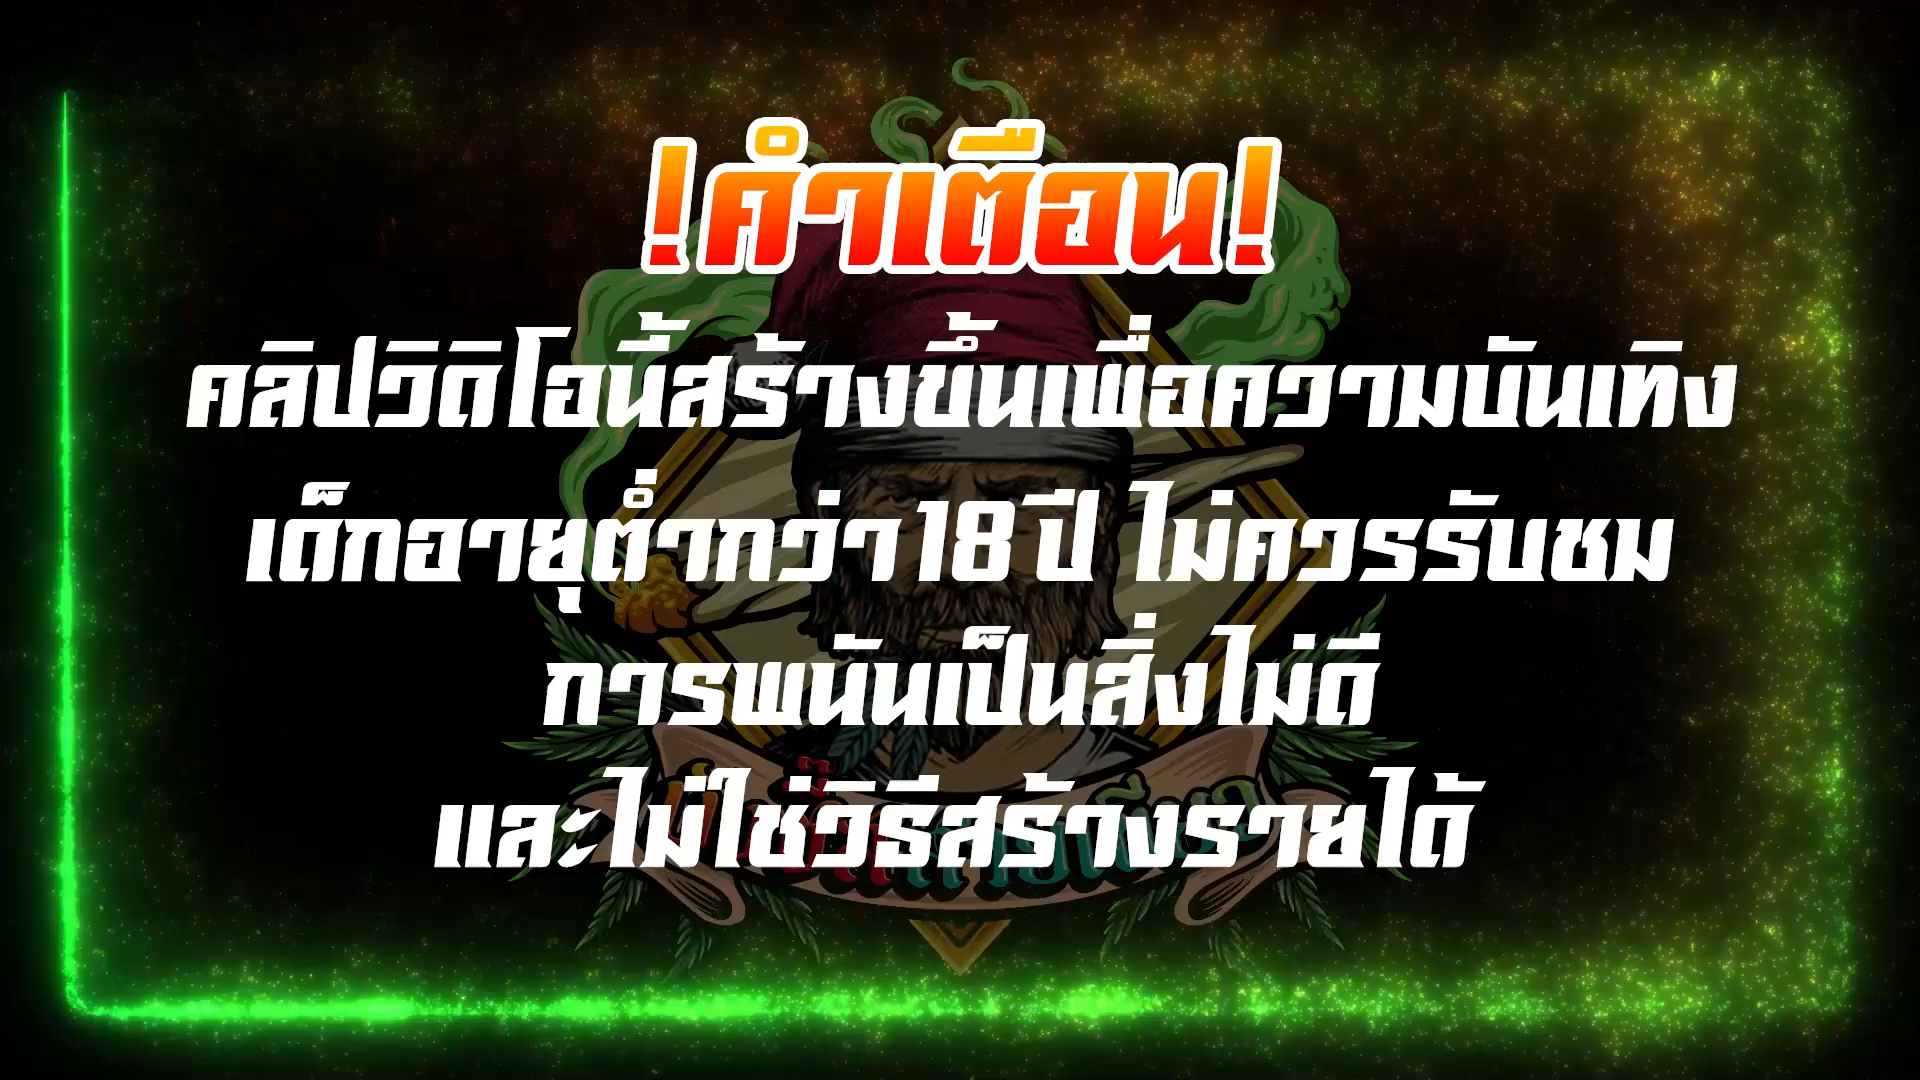 !คำเตือน!
คลิปวิดิโอนี้สร้างขึ้นเพื่อความบันเทิง
เด็กอายุต่ำกว่า 18 ปี ไม่ควรรับชม
การพนันเป็นสิ่งไม่ดี
และไม่ใช่วิธีสร้างรายได้